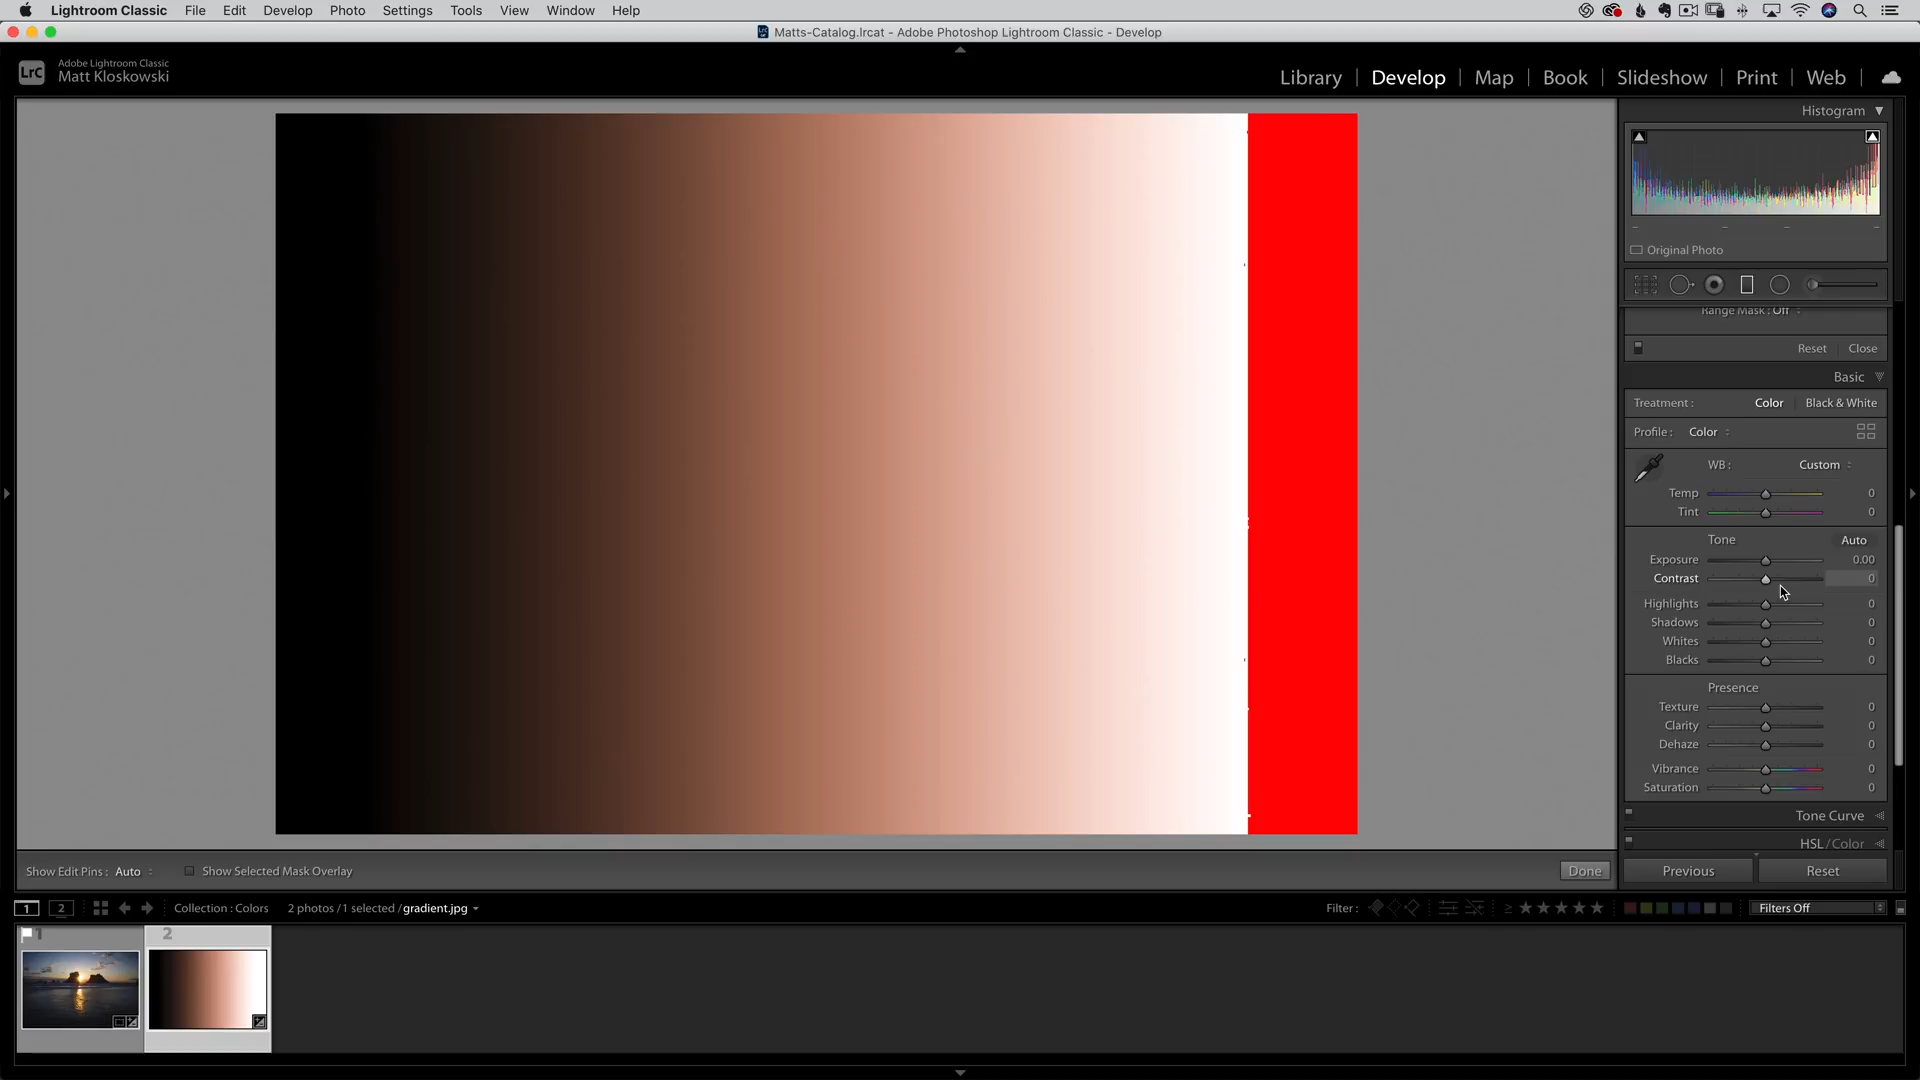 Lightroom Classic File Edit Develop Photo Settings Tools View Window Help
Matts-Catalog.lrcat - Adobe Photoshop Lightroom Classic - Develop
LrC
Adobe Lightroom Classic
Matt Kloskowski
Library | Develop | Map | Book | Slideshow | Print | Web
Histogram
Original Photo
Range Mask : Off
Reset Close
Basic
Treatment : Color Black & White
Profile : Color
WB : Custom
Temp 0
Tint 0
Tone Auto
Exposure 0.00
Contrast 0
Highlights 0
Shadows 0
Whites 0
Blacks 0
Presence
Texture 0
Clarity 0
Dehaze 0
Vibrance 0
Saturation 0
Tone Curve
HSL / Color
Show Edit Pins : Auto Show Selected Mask Overlay Done
Previous Reset
1 2 Collection : Colors 2 photos / 1 selected / gradient.jpg Filter : ≥ ★★★★★ Filters Off
1 2